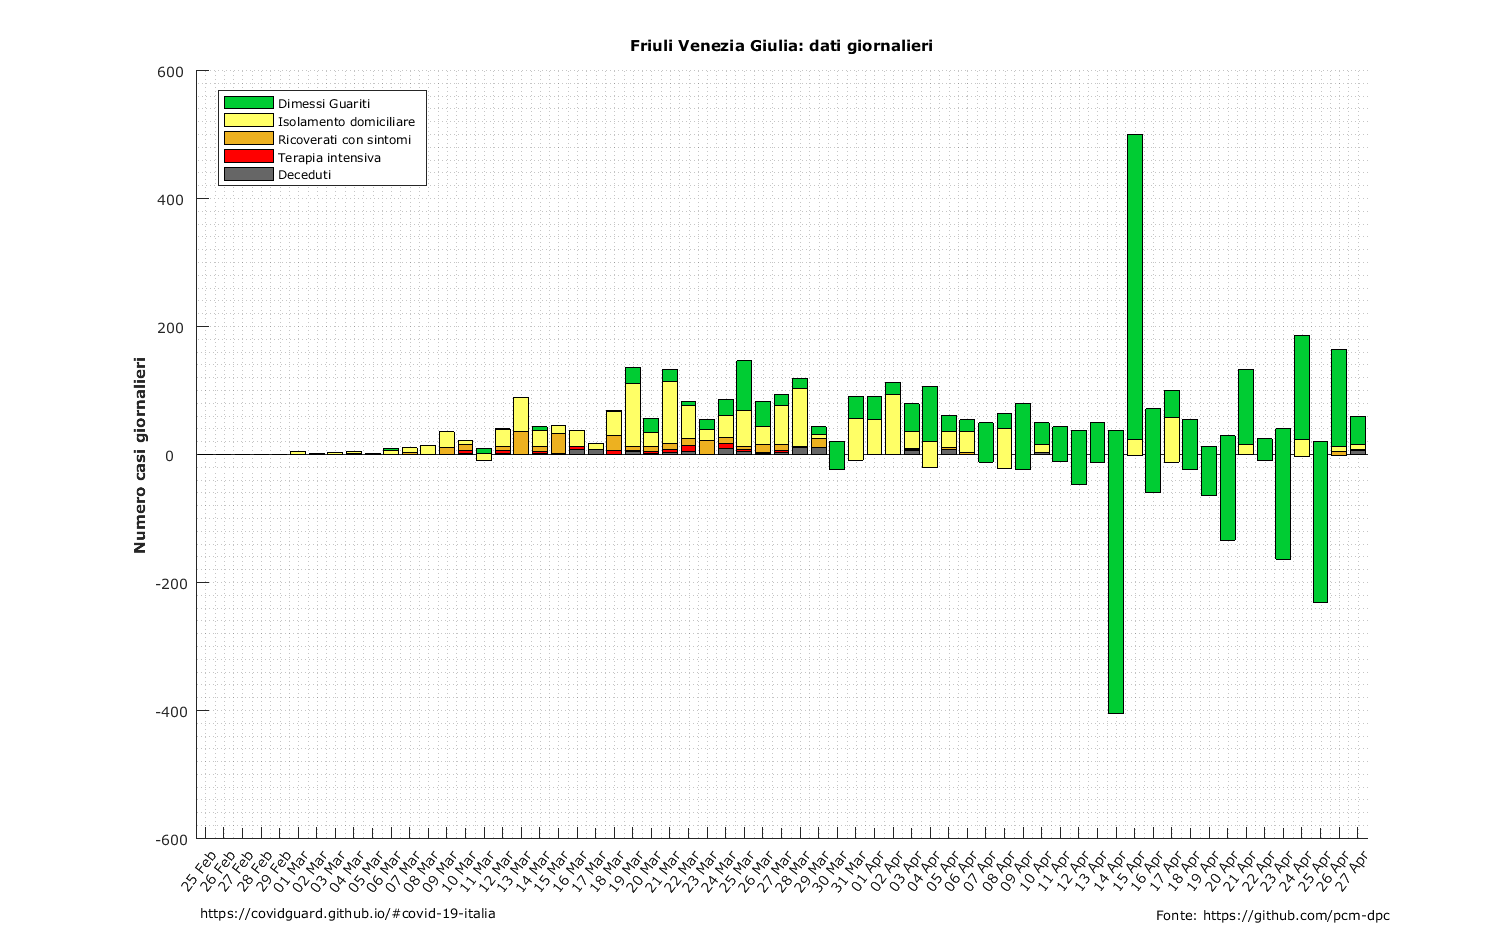 Friuli Venezia Giulia: dati giornalieri
600
400
200
0
-200
-400
-600
Numero casi giornalieri
Dimessi Guariti
Isolamento domiciliare
Ricoverati con sintomi
Terapia intensiva
Deceduti
25 Feb
26 Feb
27 Feb
28 Feb
29 Feb
01 Mar
02 Mar
03 Mar
04 Mar
05 Mar
06 Mar
07 Mar
08 Mar
09 Mar
10 Mar
11 Mar
12 Mar
13 Mar
14 Mar
15 Mar
16 Mar
17 Mar
18 Mar
19 Mar
20 Mar
21 Mar
22 Mar
23 Mar
24 Mar
25 Mar
26 Mar
27 Mar
28 Mar
29 Mar
30 Mar
31 Mar
01 Apr
02 Apr
03 Apr
04 Apr
05 Apr
06 Apr
07 Apr
08 Apr
09 Apr
10 Apr
11 Apr
12 Apr
13 Apr
14 Apr
15 Apr
16 Apr
17 Apr
18 Apr
19 Apr
20 Apr
21 Apr
22 Apr
23 Apr
24 Apr
25 Apr
26 Apr
27 Apr
https://covidguard.github.io/#covid-19-italia
Fonte: https://github.com/pcm-dpc